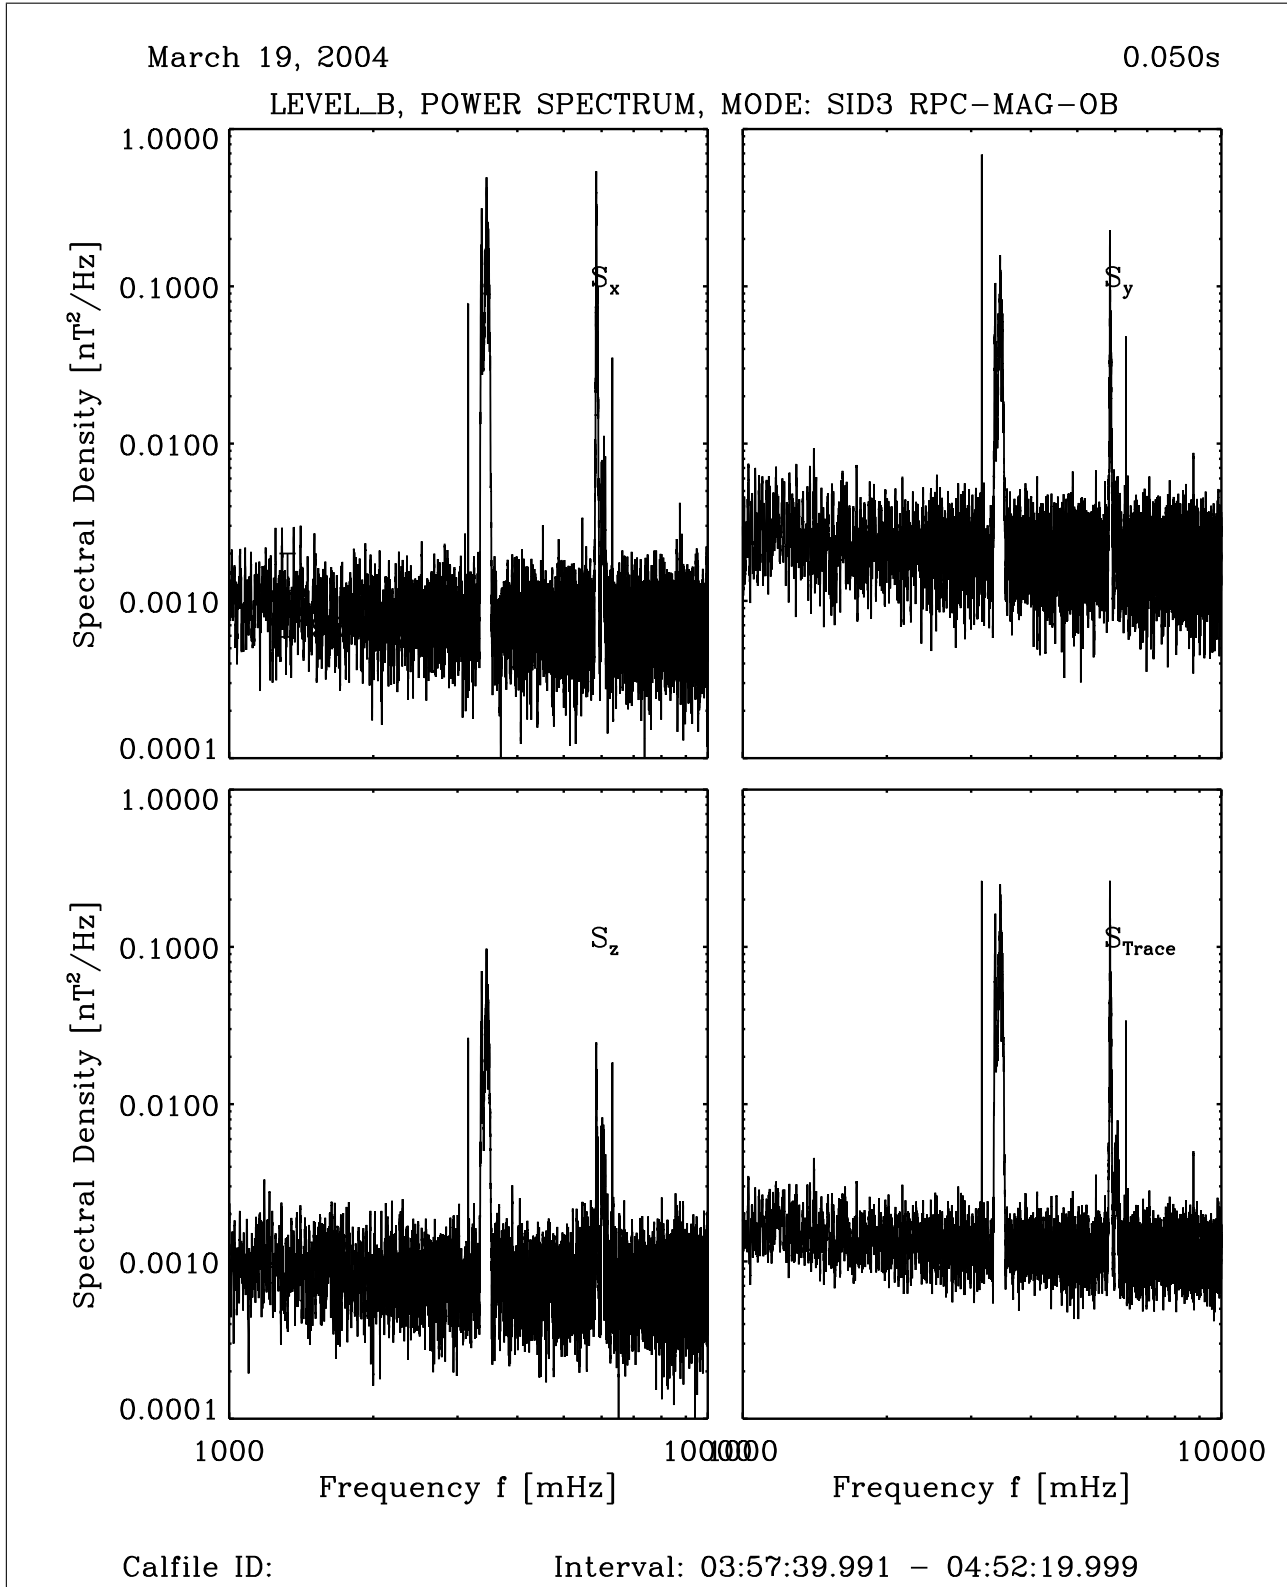 March 19, 2004 0.050s
LEVEL_B, POWER SPECTRUM, MODE: SID3 RPC-MAG-OB
1.0000
0.1000
0.0100
0.0010
0.0001
Spectral Density [nT²/Hz]
Sx
Sy
1.0000
0.1000
0.0100
0.0010
0.0001
Spectral Density [nT²/Hz]
Sz
STrace
1000 10000 1000 10000
Frequency f [mHz] Frequency f [mHz]
Calfile ID: Interval: 03:57:39.991 - 04:52:19.999